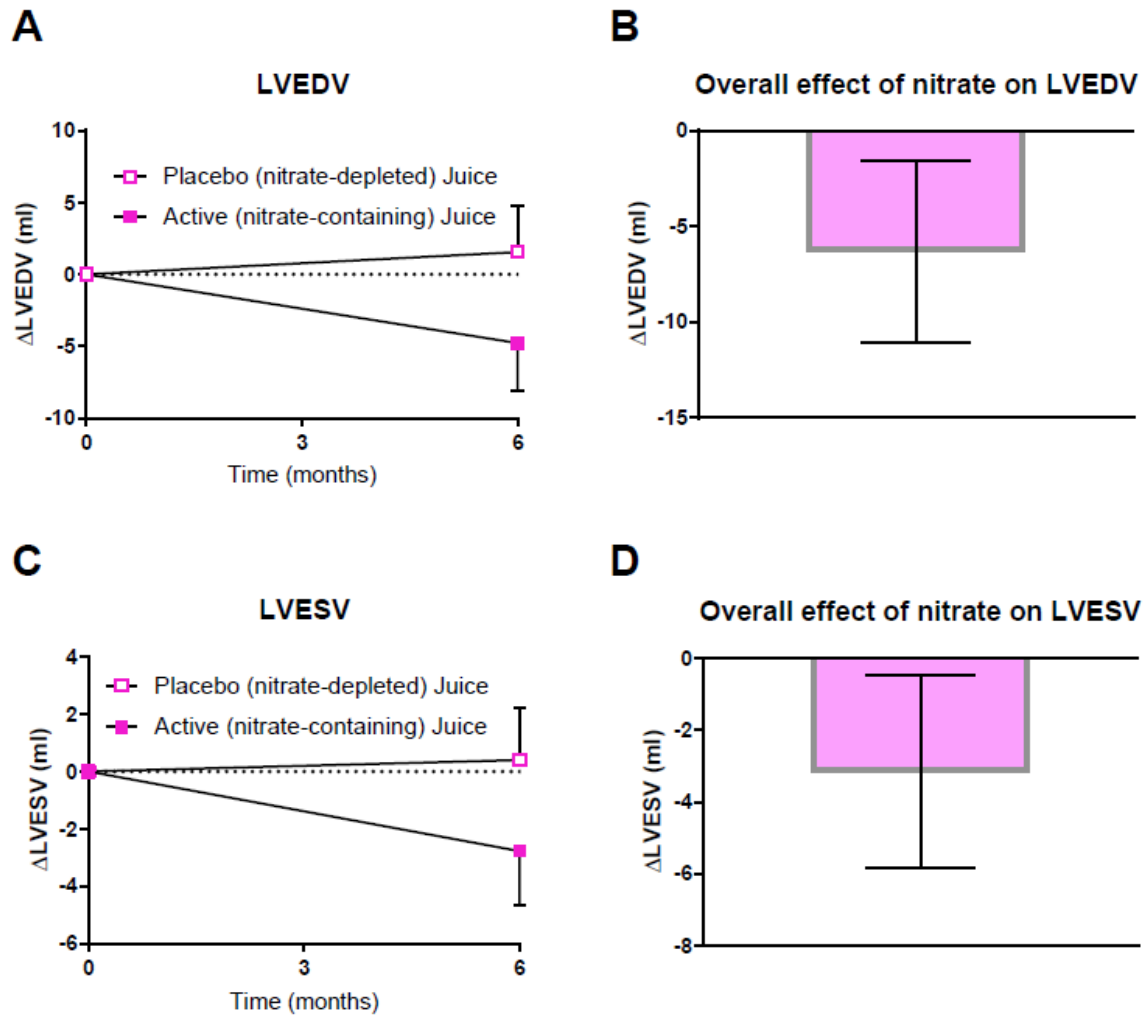 A
LVEDV
10
5
0
-5
-10
ΔLVEDV (ml)
Placebo (nitrate-depleted) Juice
Active (nitrate-containing) Juice
0 3 6
Time (months)
B
Overall effect of nitrate on LVEDV
0
-5
-10
-15
ΔLVEDV (ml)
C
LVESV
4
2
0
-2
-4
-6
ΔLVESV (ml)
Placebo (nitrate-depleted) Juice
Active (nitrate-containing) Juice
0 3 6
Time (months)
D
Overall effect of nitrate on LVESV
0
-2
-4
-6
-8
ΔLVESV (ml)